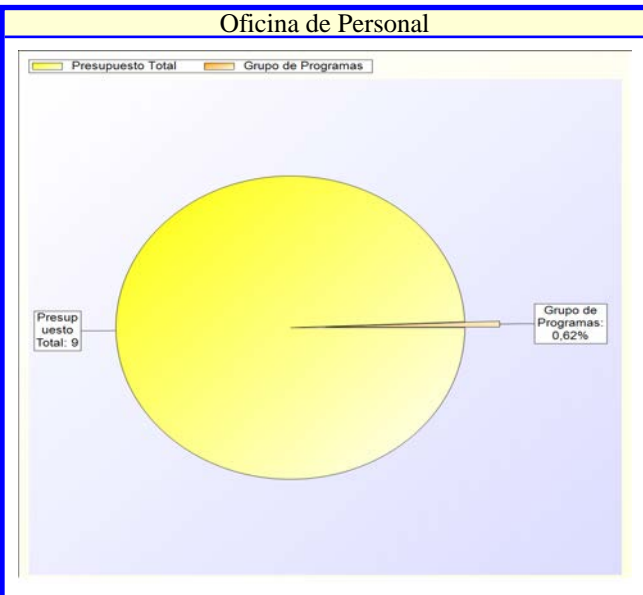 Oficina de Personal
Presupuesto Total
Grupo de Programas
Presup
uesto
Total: 9
Grupo de
Programas:
0,62%